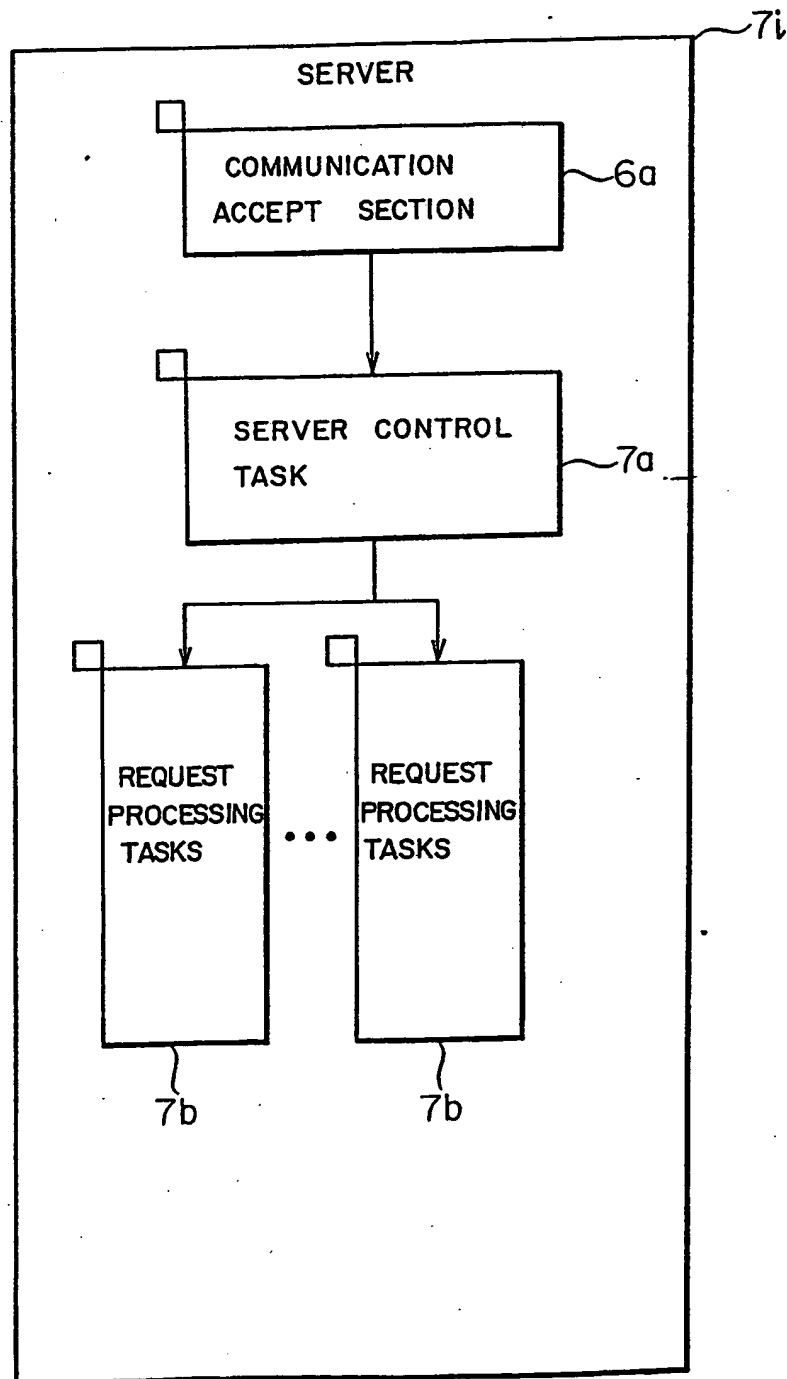 7i
SERVER
COMMUNICATION
ACCEPT SECTION
6a
SERVER CONTROL
TASK
7a
REQUEST
PROCESSING
TASKS
REQUEST
PROCESSING
TASKS
7b
7b